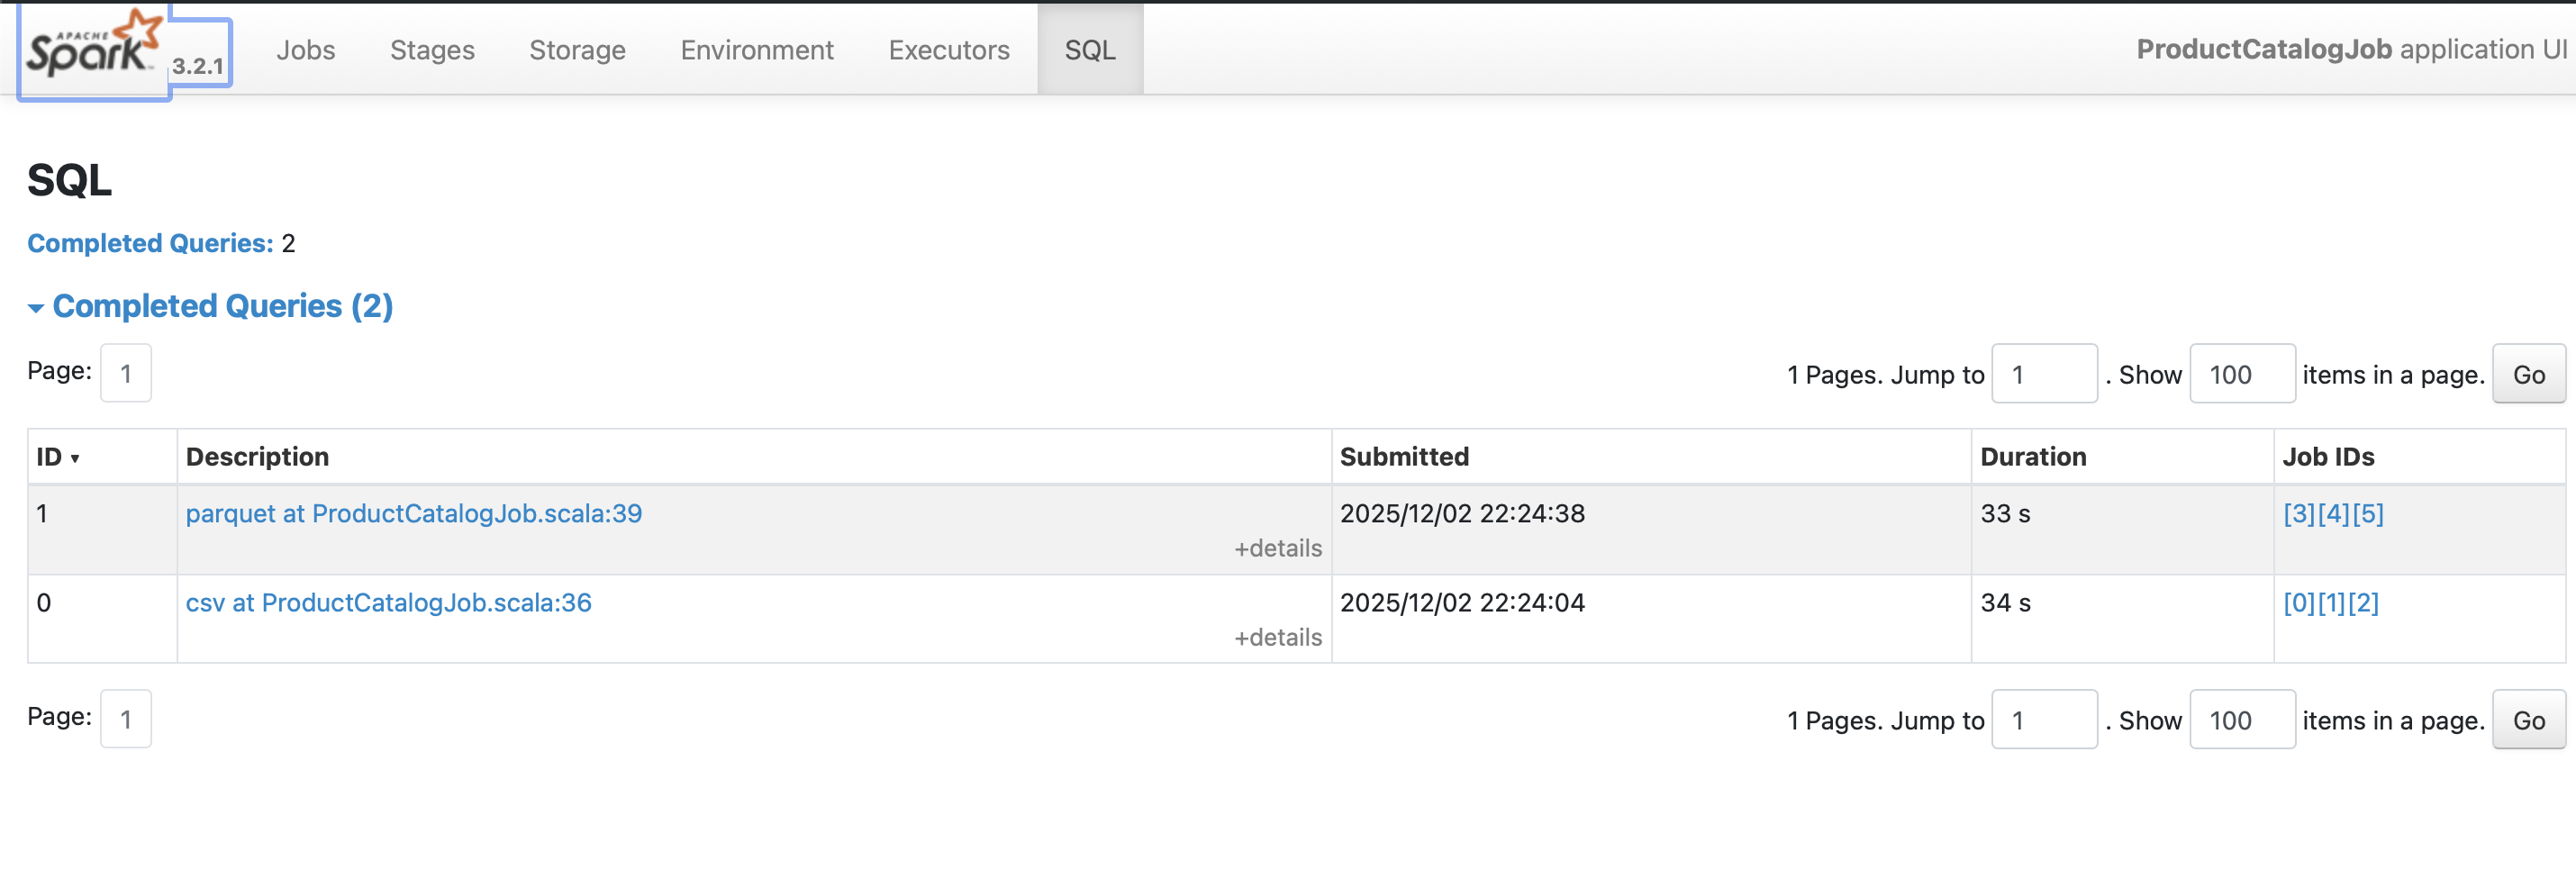 APACHE Spark 3.2.1 Jobs Stages Storage Environment Executors SQL ProductCatalogJob application UI
SQL
Completed Queries: 2
Completed Queries (2)
Page: 1 1 Pages. Jump to 1 . Show 100 items in a page. Go
ID ▾ Description Submitted Duration Job IDs
1 parquet at ProductCatalogJob.scala:39 2025/12/02 22:24:38 33 s [3][4][5]
+details
0 csv at ProductCatalogJob.scala:36 2025/12/02 22:24:04 34 s [0][1][2]
+details
Page: 1 1 Pages. Jump to 1 . Show 100 items in a page. Go